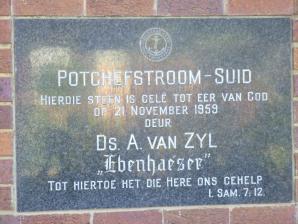 POTCHEFSTROOM-SUID
HIERDIE STEEN IS GELÊ TOT EER VAN GOD
OP 21 NOVEMBER 1959
DEUR
DS. A. VAN ZYL
„Ebenhaeser"
TOT HIERTOE HET DIE HERE ONS GEHELP
I. SAM. 7:12.